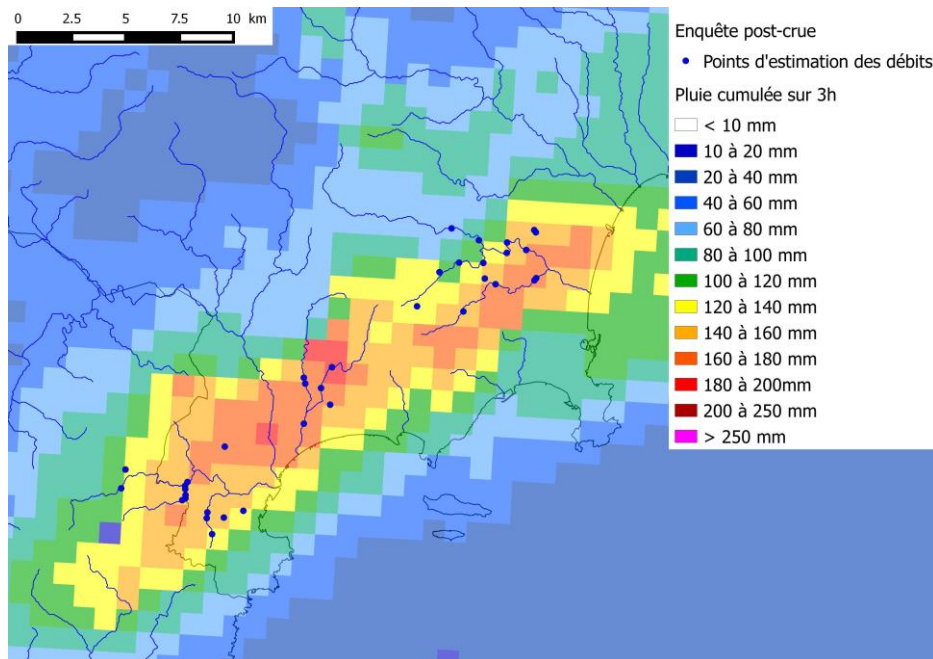 0 2.5 5 7.5 10 km
Enquête post-crue
Points d'estimation des débits
Pluie cumulée sur 3h
< 10 mm
10 à 20 mm
20 à 40 mm
40 à 60 mm
60 à 80 mm
80 à 100 mm
100 à 120 mm
120 à 140 mm
140 à 160 mm
160 à 180 mm
180 à 200mm
200 à 250 mm
> 250 mm